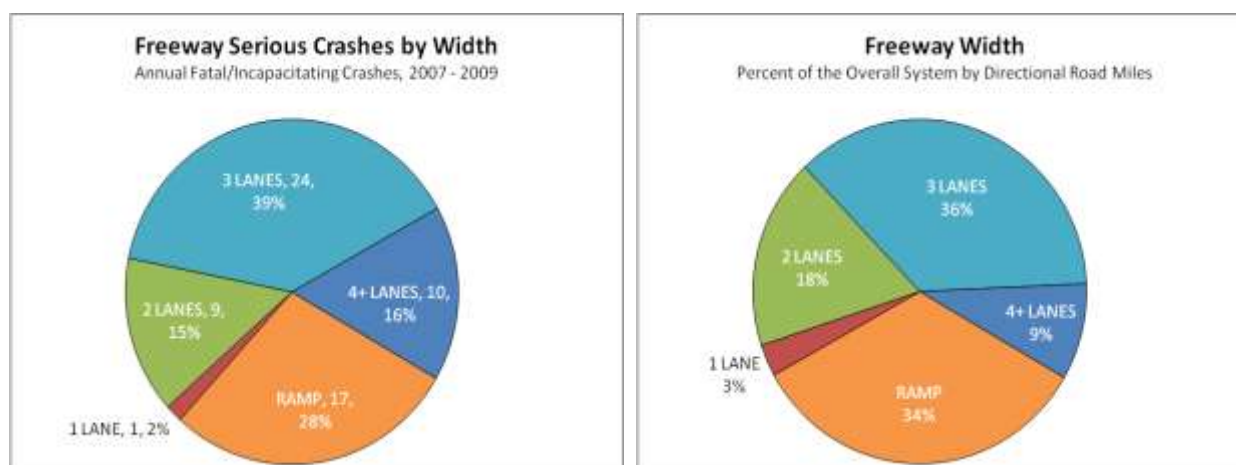 Freeway Serious Crashes by Width
Annual Fatal/Incapacitating Crashes, 2007 - 2009
3 LANES, 24,
39%
4+ LANES, 10,
16%
2 LANES, 9,
15%
RAMP, 17,
28%
1 LANE, 1, 2%
Freeway Width
Percent of the Overall System by Directional Road Miles
3 LANES
36%
2 LANES
18%
4+ LANES
9%
1 LANE
3%
RAMP
34%